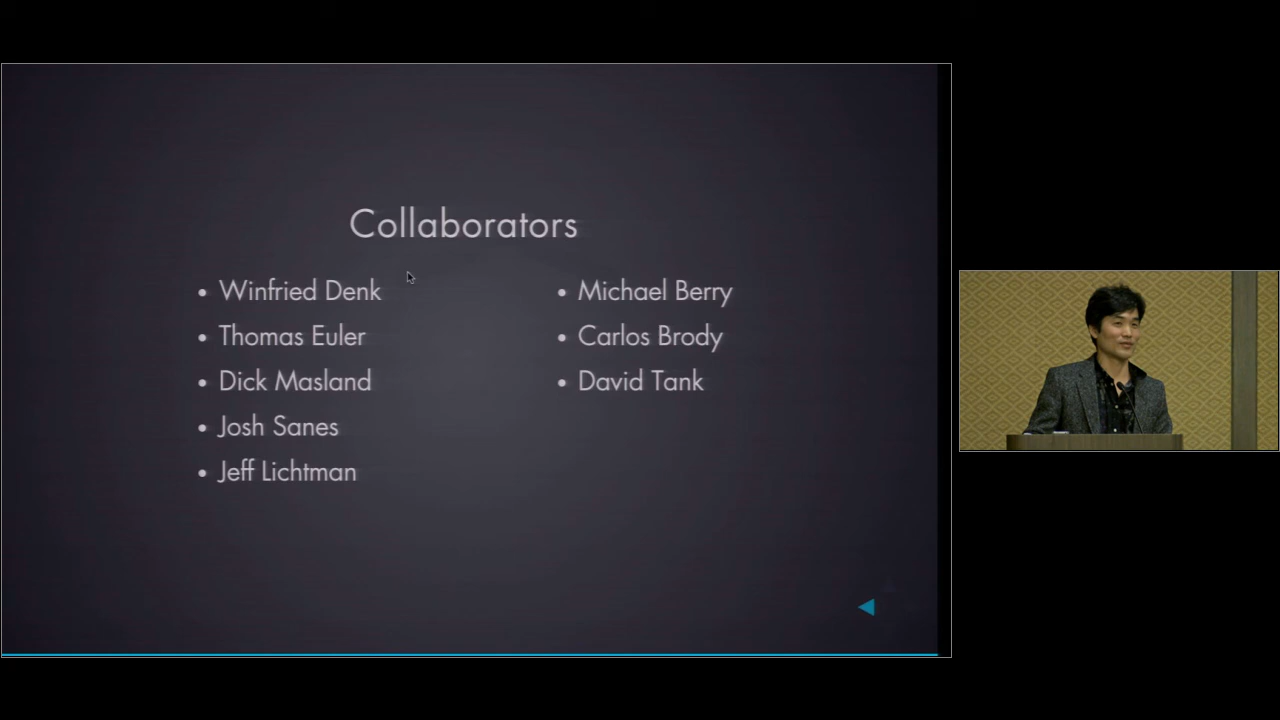 Collaborators
• Winfried Denk
• Thomas Euler
• Dick Masland
• Josh Sanes
• Jeff Lichtman
• Michael Berry
• Carlos Brody
• David Tank